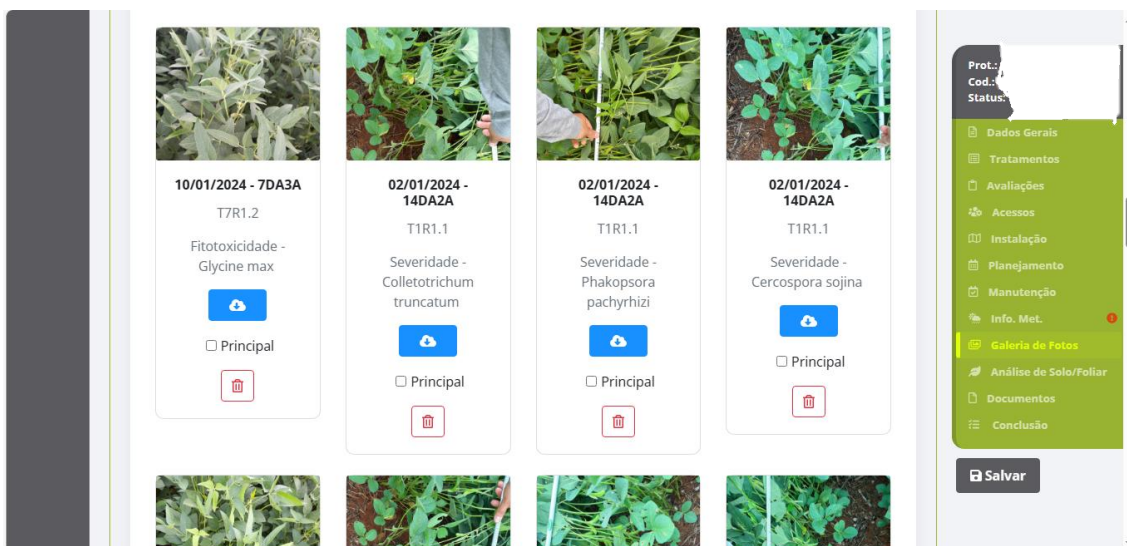 10/01/2024 - 7DA3A
T7R1.2
Fitotoxicidade -
Glycine max
Principal
02/01/2024 -
14DA2A
T1R1.1
Severidade -
Colletotrichum
truncatum
Principal
02/01/2024 -
14DA2A
T1R1.1
Severidade -
Phakopsora
pachyrhizi
Principal
02/01/2024 -
14DA2A
T1R1.1
Severidade -
Cercospora sojina
Principal
Prot.:
Cod.:
Status:
Dados Gerais
Tratamentos
Avaliações
Acessos
Instalação
Planejamento
Manutenção
Info. Met.
Galeria de Fotos
Análise de Solo/Foliar
Documentos
Conclusão
Salvar